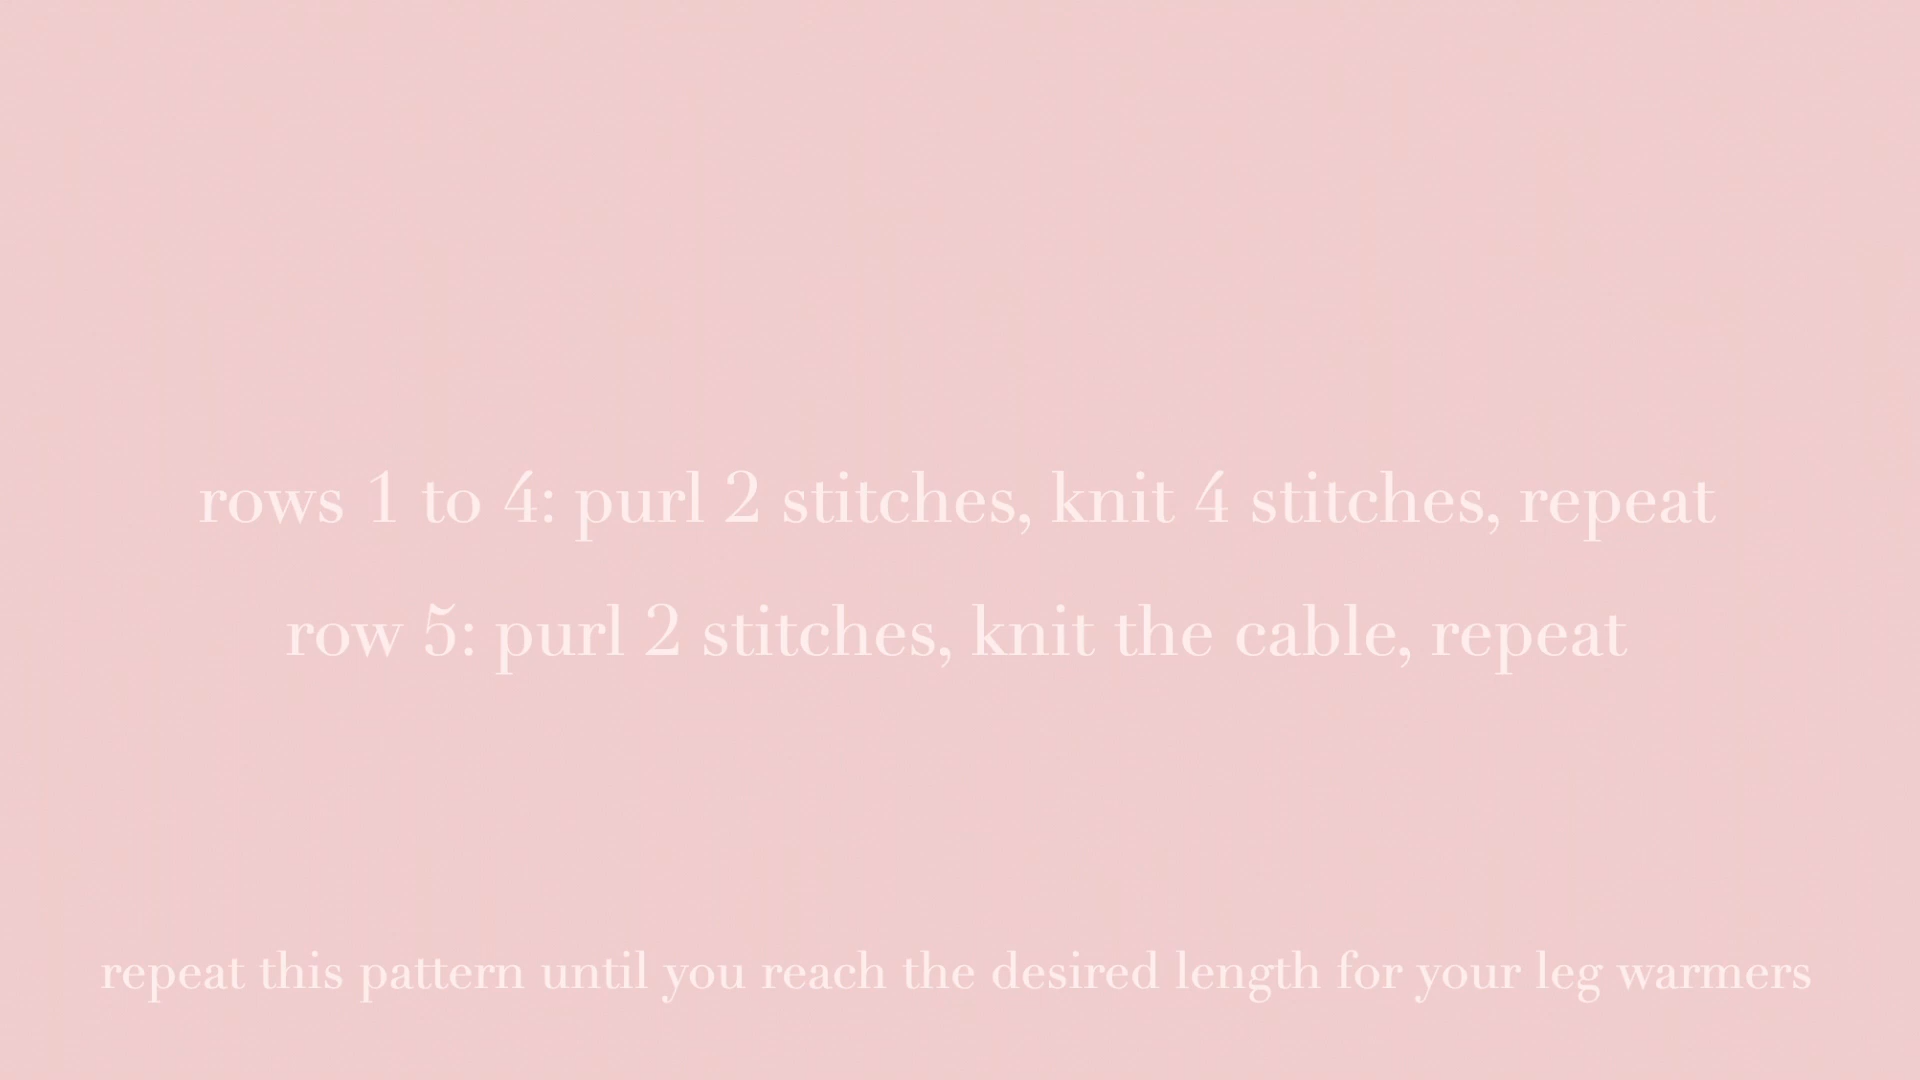 rows 1 to 4: purl 2 stitches, knit 4 stitches, repeat
row 5: purl 2 stitches, knit the cable, repeat
repeat this pattern until you reach the desired length for your leg warmers